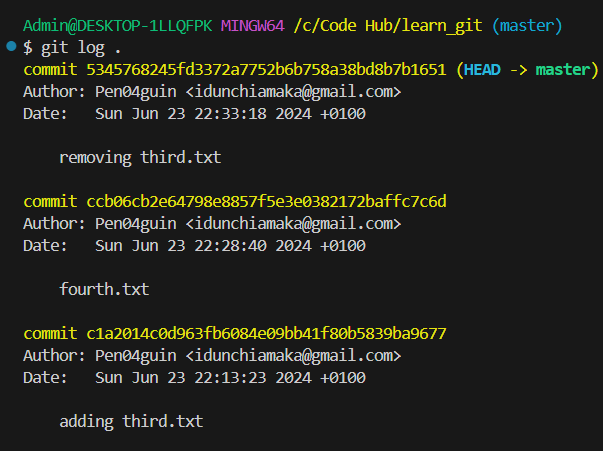 Admin@DESKTOP-1LLQFPK MINGW64 /c/Code Hub/learn_git (master)
$ git log .
commit 5345768245fd3372a7752b6b758a38bd8b7b1651 (HEAD -> master)
Author: Pen04guin <idunchiamaka@gmail.com>
Date:   Sun Jun 23 22:33:18 2024 +0100
    removing third.txt
commit ccb06cb2e64798e8857f5e3e0382172baffc7c6d
Author: Pen04guin <idunchiamaka@gmail.com>
Date:   Sun Jun 23 22:28:40 2024 +0100
    fourth.txt
commit c1a2014c0d963fb6084e09bb41f80b5839ba9677
Author: Pen04guin <idunchiamaka@gmail.com>
Date:   Sun Jun 23 22:13:23 2024 +0100
    adding third.txt